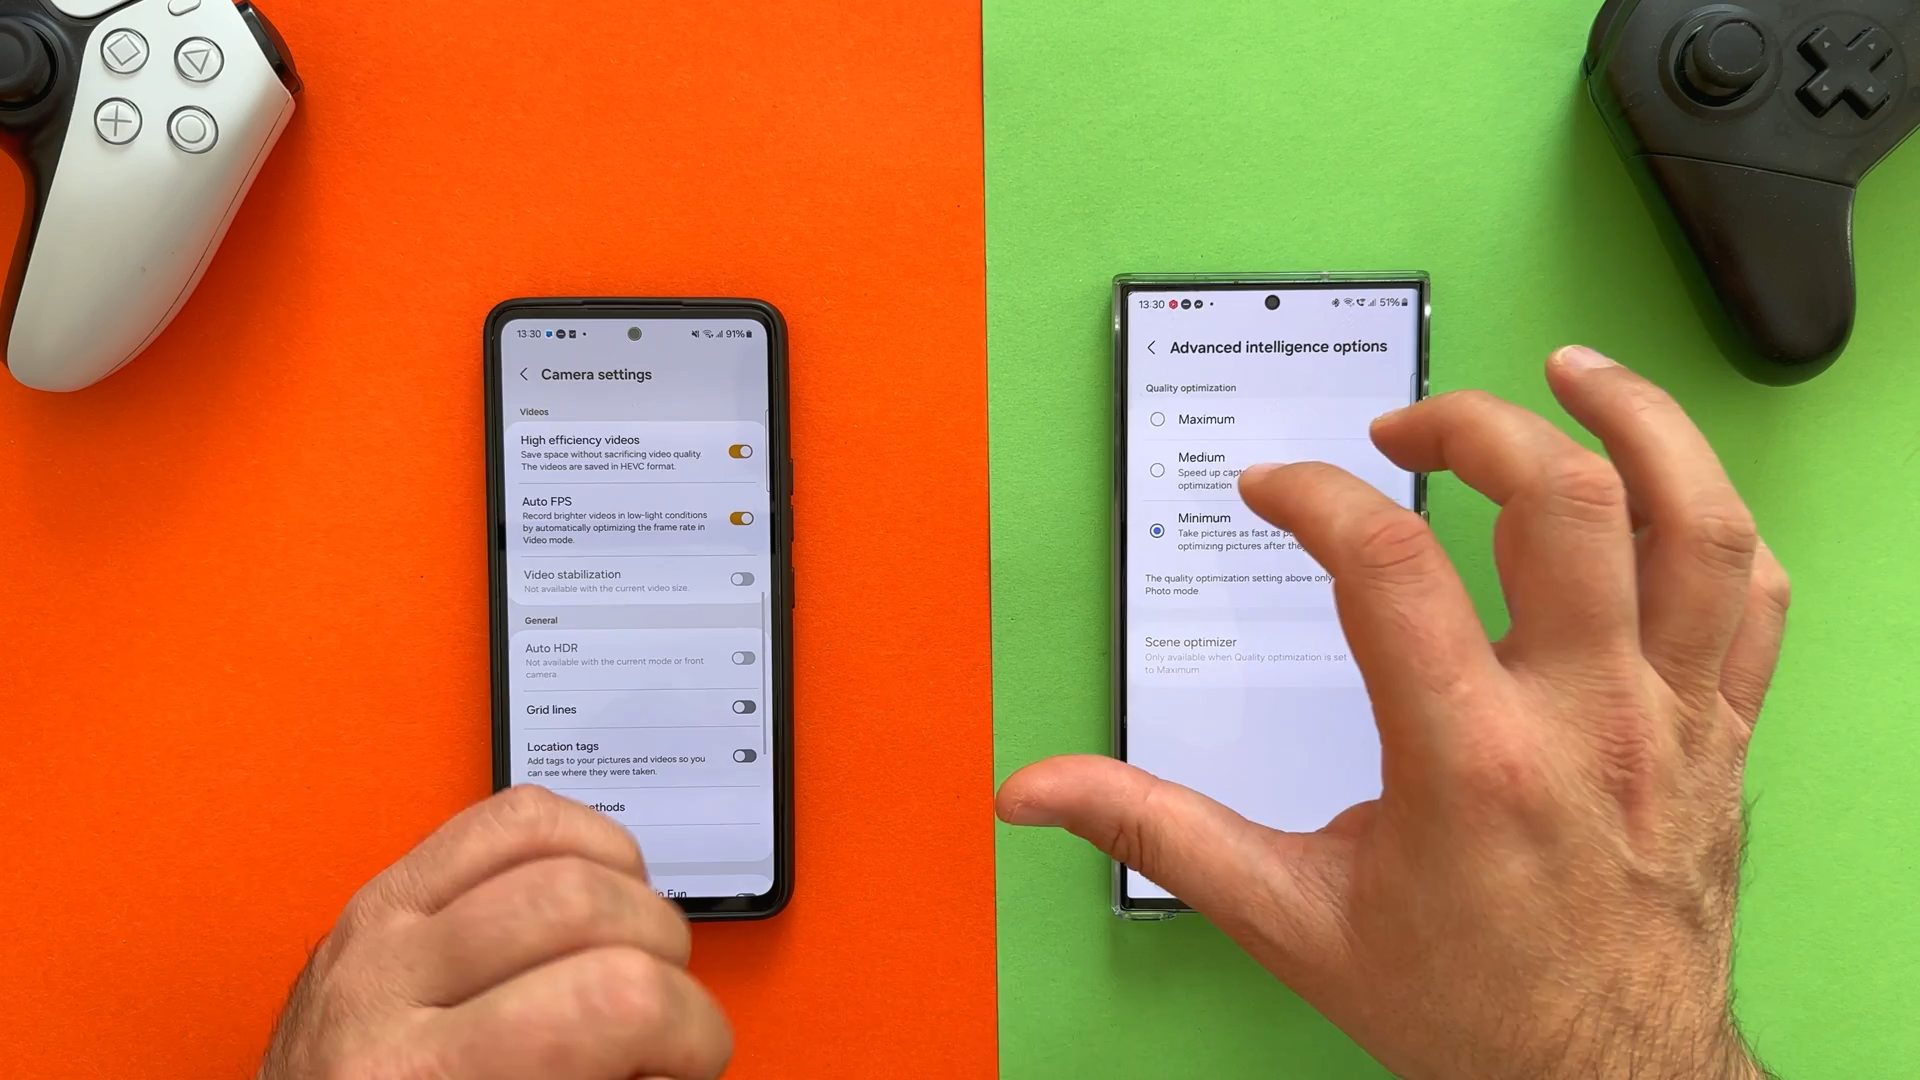 13:30
91%
Camera settings
Videos
High efficiency videos
Save space without sacrificing video quality.
The videos are saved in HEVC format.
Auto FPS
Record brighter videos in low-light conditions
by automatically optimizing the frame rate in
Video mode.
Video stabilization
Not available with the current video size.
General
Auto HDR
Not available with the current mode or front
camera.
Grid lines
Location tags
Add tags to your pictures and videos so you
can see where they were taken.
ethods
in Fun
13:30
51%
Advanced intelligence options
Quality optimization
Maximum
Medium
Speed up capt
optimization
Minimum
Take pictures as fast as p
optimizing pictures after the
The quality optimization setting above only
Photo mode.
Scene optimizer
Only available when Quality optimization is set
to Maximum